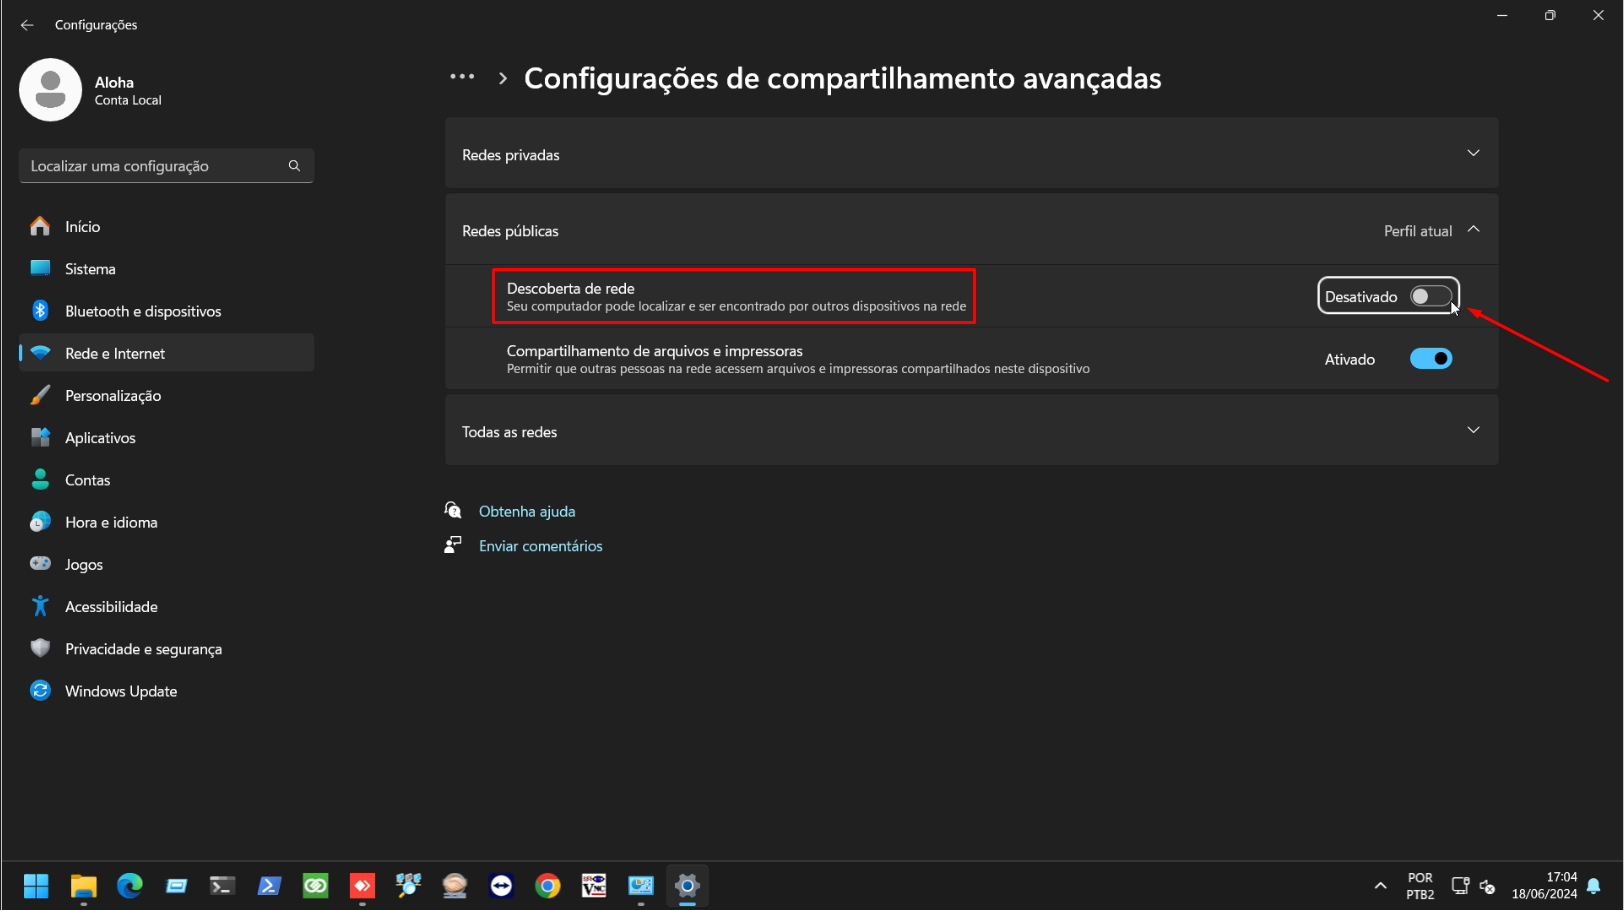 Configurações
Aloha
Conta Local
Localizar uma configuração
Início
Sistema
Bluetooth e dispositivos
Rede e Internet
Personalização
Aplicativos
Contas
Hora e idioma
Jogos
Acessibilidade
Privacidade e segurança
Windows Update
... > Configurações de compartilhamento avançadas
Redes privadas
Redes públicas
Perfil atual
Descoberta de rede
Seu computador pode localizar e ser encontrado por outros dispositivos na rede
Desativado
Compartilhamento de arquivos e impressoras
Permitir que outras pessoas na rede acessem arquivos e impressoras compartilhados neste dispositivo
Ativado
Todas as redes
Obtenha ajuda
Enviar comentários
POR
PTB2
17:04
18/06/2024